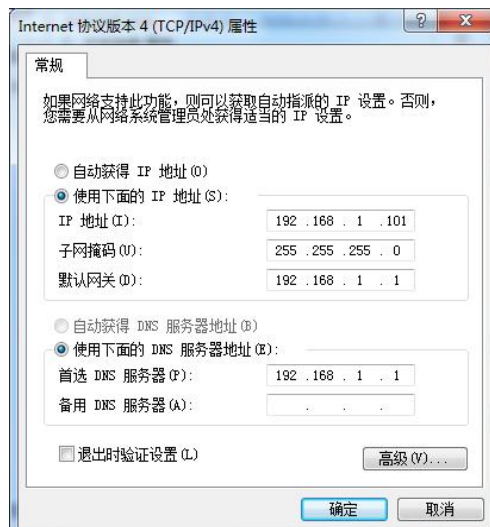 Internet 协议版本 4 (TCP/IPv4) 属性
常规
如果网络支持此功能，则可以获取自动指派的 IP 设置。否则，
您需要从网络系统管理员处获得适当的 IP 设置。
自动获得 IP 地址(O)
使用下面的 IP 地址(S):
IP 地址(I): 192 .168 . 1 .101
子网掩码(U): 255 .255 .255 . 0
默认网关(D): 192 .168 . 1 . 1
自动获得 DNS 服务器地址(B)
使用下面的 DNS 服务器地址(E):
首选 DNS 服务器(P): 192 .168 . 1 . 1
备用 DNS 服务器(A): . . .
退出时验证设置(L)
高级(V)...
确定 取消